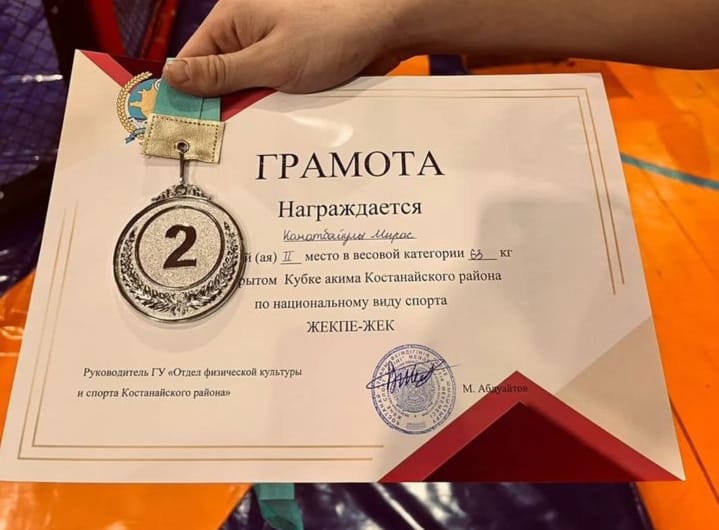 ГРАМОТА
Награждается
Канатбайұлы Мирас
й (ая) II место в весовой категории 63 кг
рытом Кубке акима Костанайского района
по национальному виду спорта
ЖЕКПЕ-ЖЕК
Руководитель ГУ «Отдел физической культуры
и спорта Костанайского района»
М. Абдуайтов
2